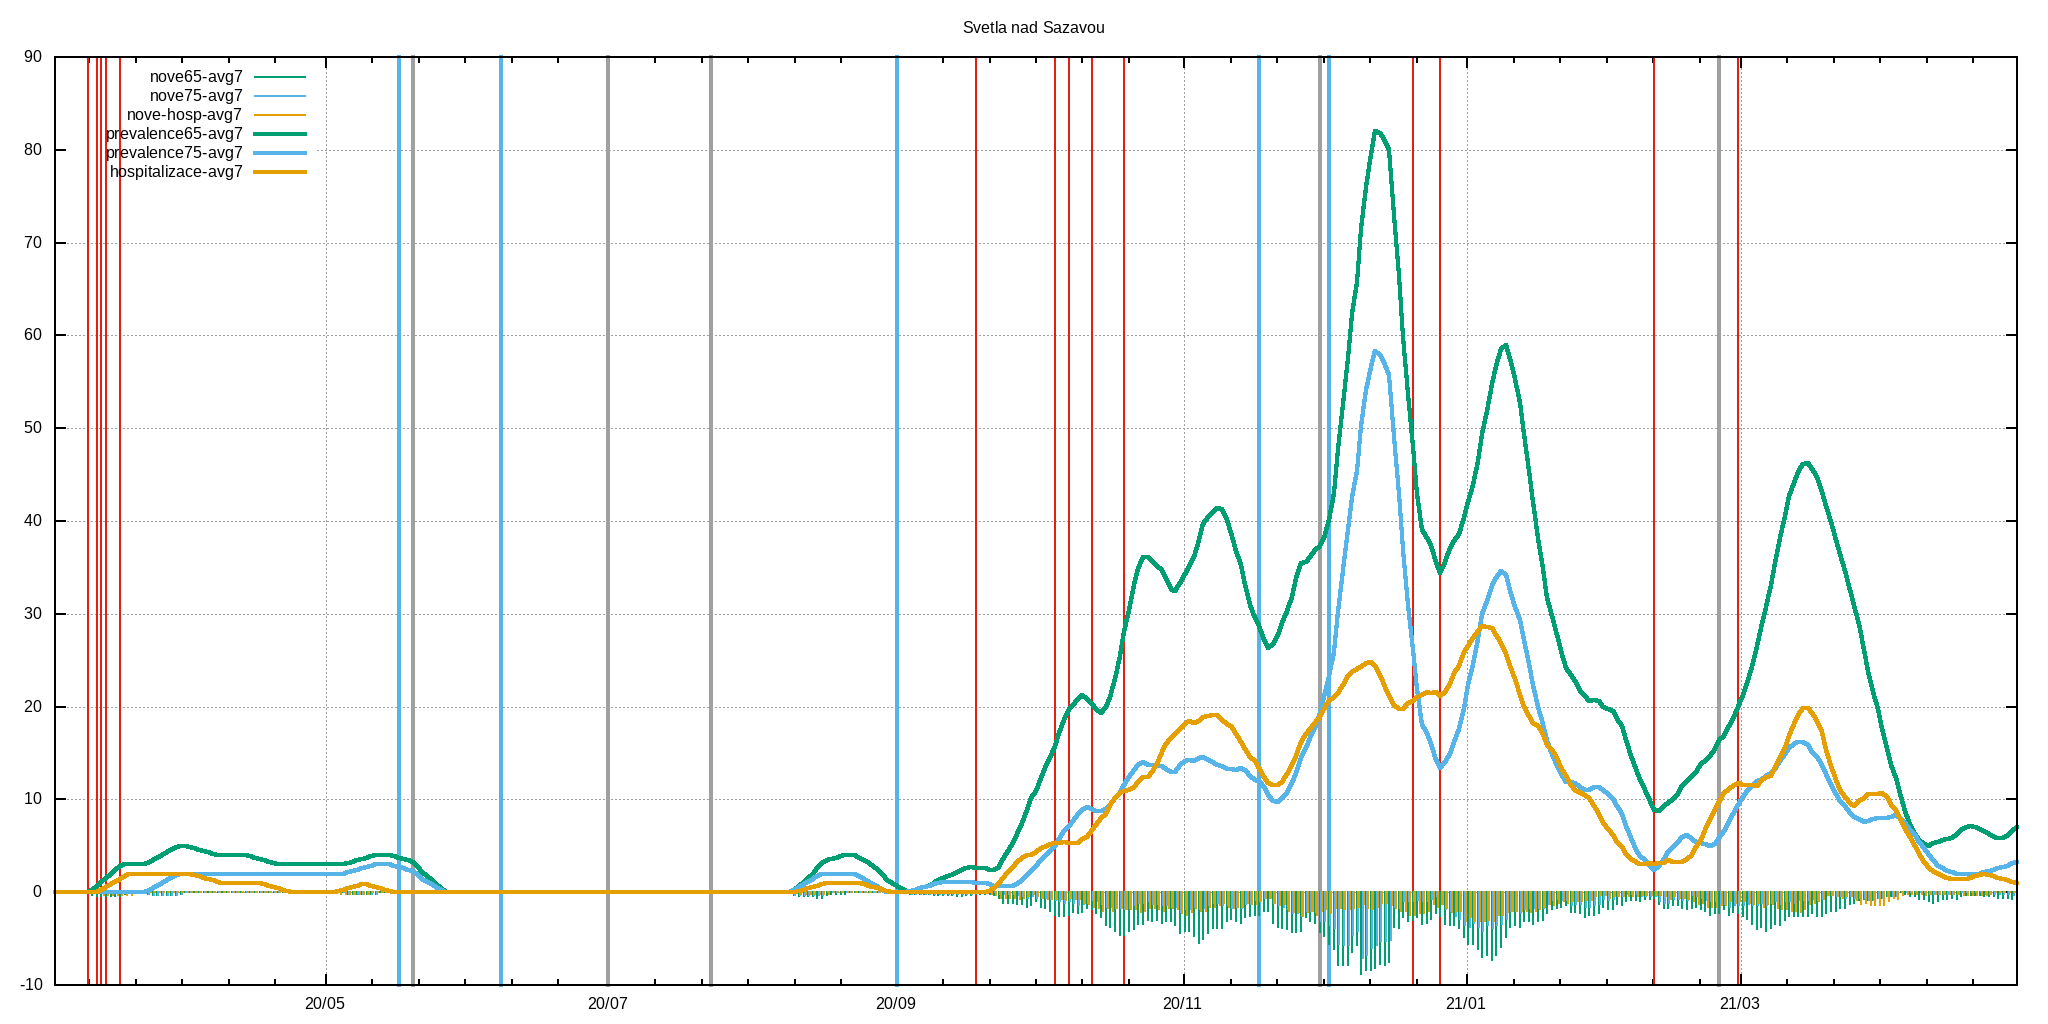 Svetla nad Sazavou
90
80
70
60
50
40
30
20
10
0
-10
nove65-avg7
nove75-avg7
nove-hosp-avg7
prevalence65-avg7
prevalence75-avg7
hospitalizace-avg7
20/05 20/07 20/09 20/11 21/01 21/03